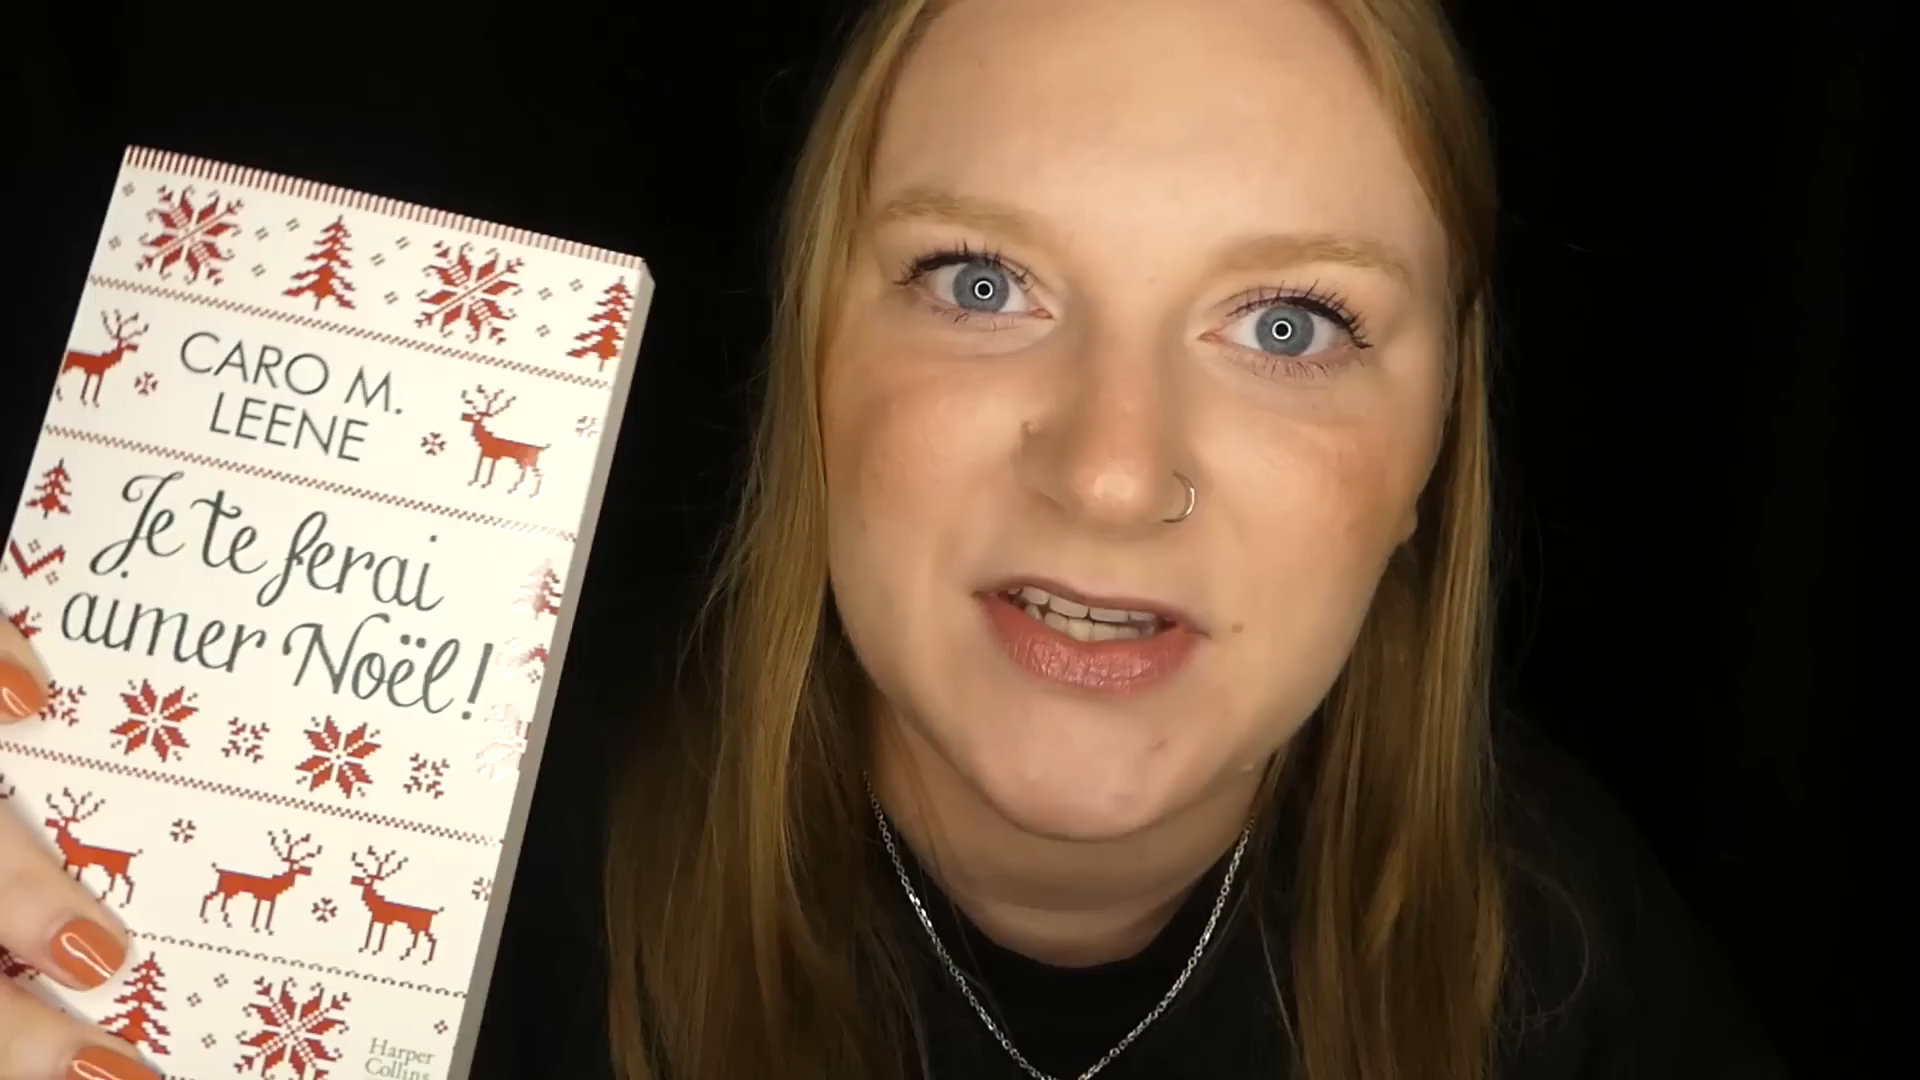 CARO M.
LEENE
Je te ferai
aimer Noël!
Harper
Collins